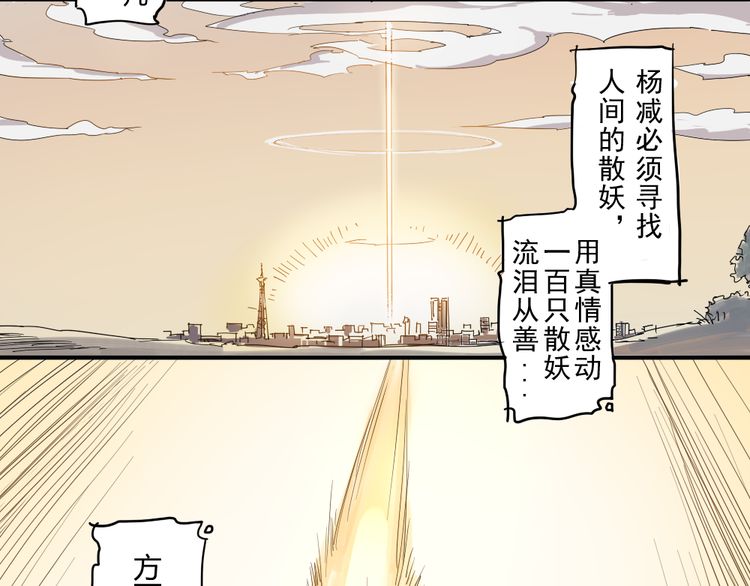 杨减必须寻找
人间的散妖，
用真情感动
一百只散妖
流泪从善...
方